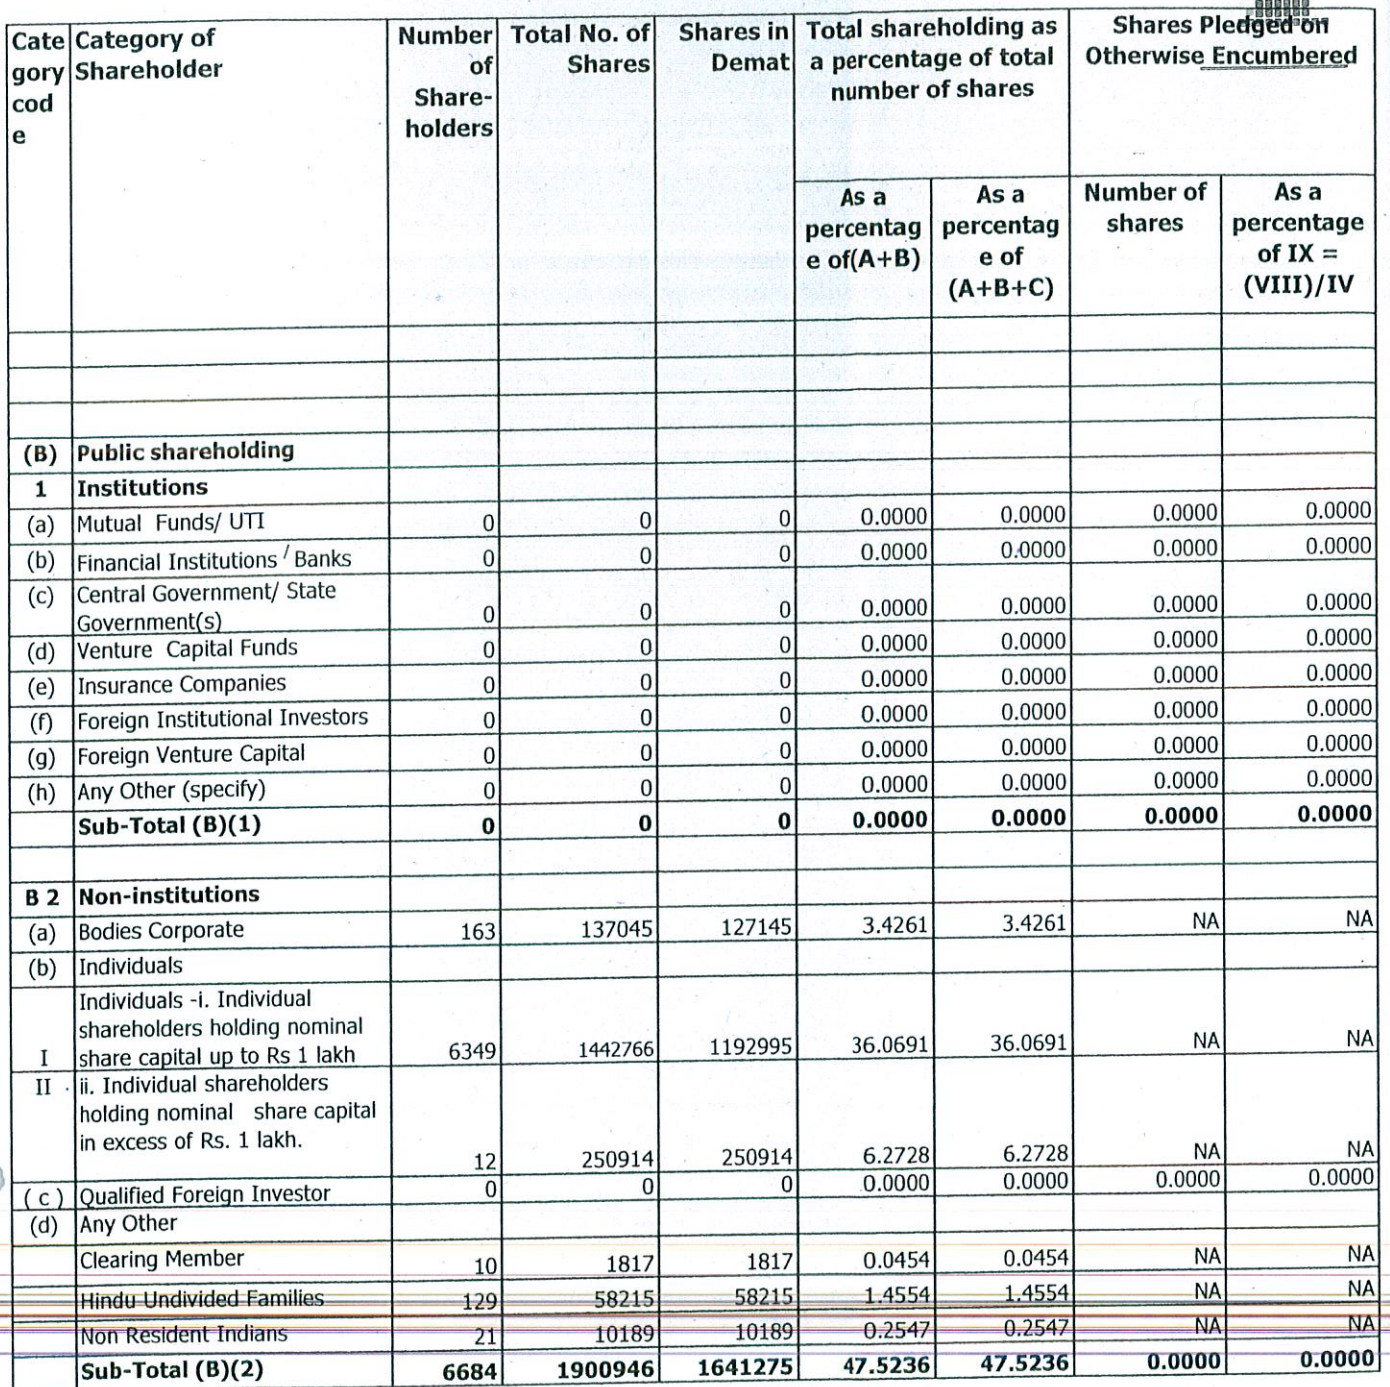 Cate Category of Number Total No. of Shares in Total shareholding as Shares Pledged on
gory Shareholder of Shares Demat a percentage of total Otherwise Encumbered
cod Share- number of shares
e holders
As a As a Number of As a
percentag percentag shares percentage
e of(A+B) e of of IX =
(A+B+C) (VIII)/IV
(B) Public shareholding
1 Institutions
(a) Mutual Funds/ UTI 0 0 0 0.0000 0.0000 0.0000 0.0000
(b) Financial Institutions / Banks 0 0 0 0.0000 0.0000 0.0000 0.0000
(c) Central Government/ State
Government(s) 0 0 0 0.0000 0.0000 0.0000 0.0000
(d) Venture Capital Funds 0 0 0 0.0000 0.0000 0.0000 0.0000
(e) Insurance Companies 0 0 0 0.0000 0.0000 0.0000 0.0000
(f) Foreign Institutional Investors 0 0 0 0.0000 0.0000 0.0000 0.0000
(g) Foreign Venture Capital 0 0 0 0.0000 0.0000 0.0000 0.0000
(h) Any Other (specify) 0 0 0 0.0000 0.0000 0.0000 0.0000
Sub-Total (B)(1) 0 0 0 0.0000 0.0000 0.0000 0.0000
B 2 Non-institutions
(a) Bodies Corporate 163 137045 127145 3.4261 3.4261 NA NA
(b) Individuals
Individuals -i. Individual
shareholders holding nominal
I share capital up to Rs 1 lakh 6349 1442766 1192995 36.0691 36.0691 NA NA
II ii. Individual shareholders
holding nominal share capital
in excess of Rs. 1 lakh.
12 250914 250914 6.2728 6.2728 NA NA
( c ) Qualified Foreign Investor 0 0 0 0.0000 0.0000 0.0000 0.0000
(d) Any Other
Clearing Member 10 1817 1817 0.0454 0.0454 NA NA
Hindu Undivided Families 129 58215 58215 1.4554 1.4554 NA NA
Non Resident Indians 21 10189 10189 0.2547 0.2547 NA NA
Sub-Total (B)(2) 6684 1900946 1641275 47.5236 47.5236 0.0000 0.0000